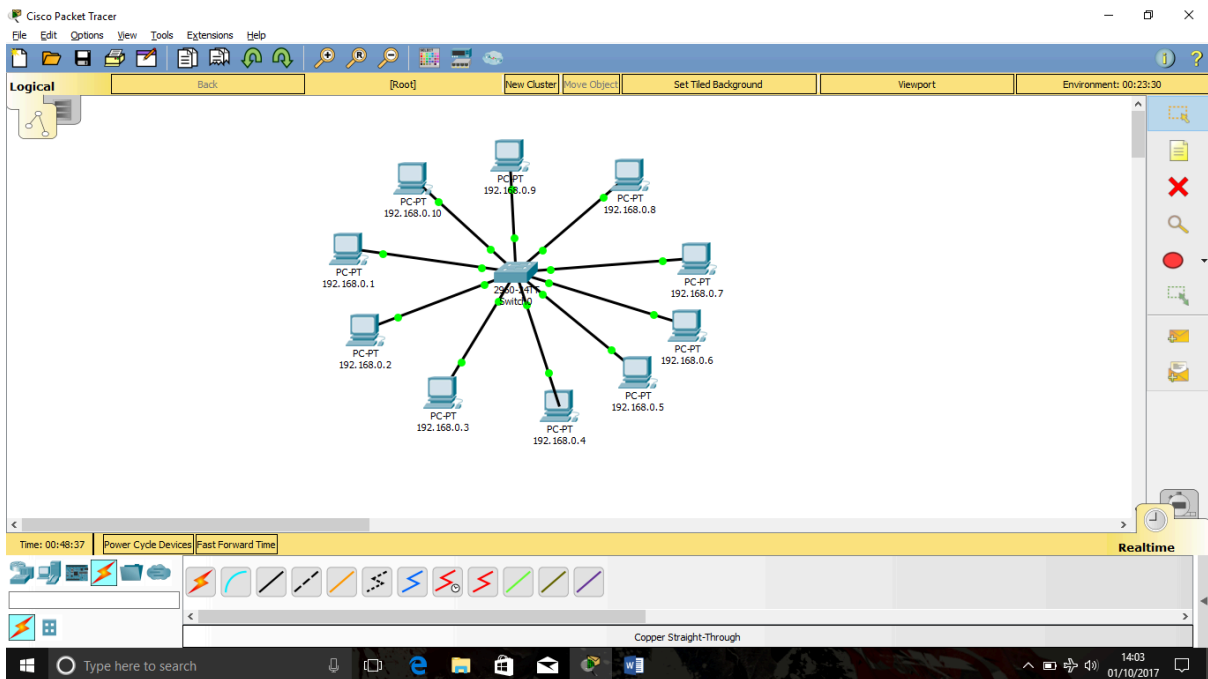 Cisco Packet Tracer
File Edit Options View Tools Extensions Help
Logical Back [Root] New Cluster Move Object Set Tiled Background Viewport Environment: 00:23:30
PC-PT
192.168.0.9
PC-PT
192.168.0.10
PC-PT
192.168.0.8
PC-PT
192.168.0.1
PC-PT
192.168.0.7
2960-24TT
Switch0
PC-PT
192.168.0.2
PC-PT
192.168.0.6
PC-PT
192.168.0.5
PC-PT
192.168.0.3
PC-PT
192.168.0.4
Time: 00:48:37 Power Cycle Devices Fast Forward Time
Realtime
Copper Straight-Through
Type here to search
14:03
01/10/2017